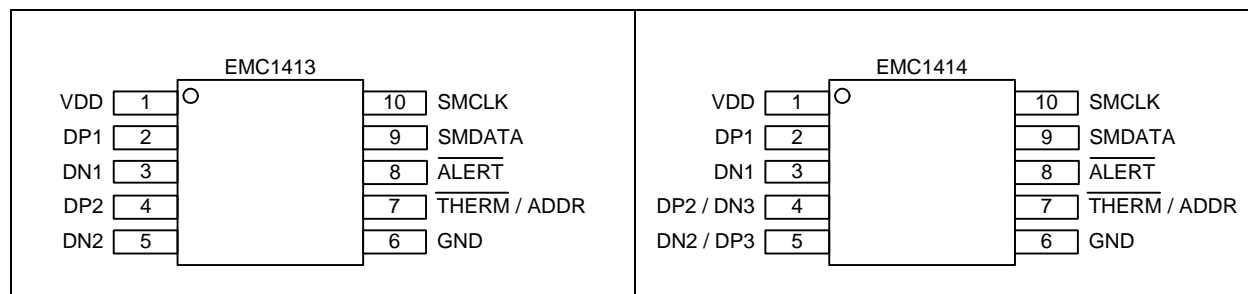 EMC1413
VDD 1 10 SMCLK
DP1 2 9 SMDATA
DN1 3 8 ALERT
DP2 4 7 THERM / ADDR
DN2 5 6 GND
EMC1414
VDD 1 10 SMCLK
DP1 2 9 SMDATA
DN1 3 8 ALERT
DP2 / DN3 4 7 THERM / ADDR
DN2 / DP3 5 6 GND